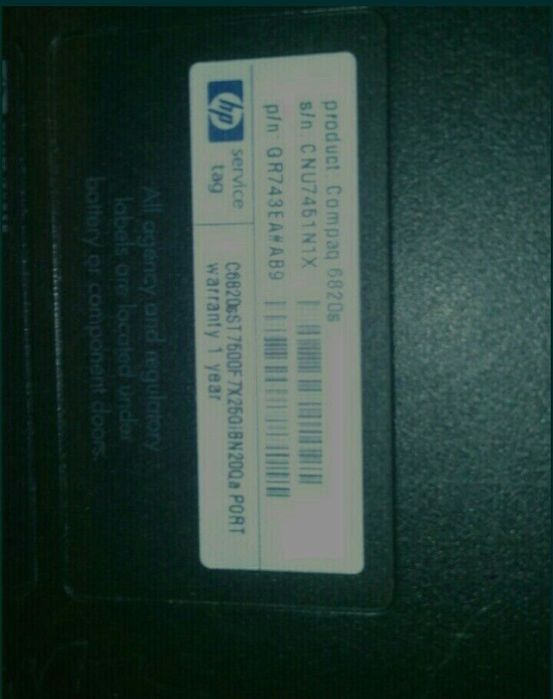 product Compaq 6820s
s/n: CNU7451N1X
p/n: GR743EA#AB9
hp service tag
C6820sST7500F7X250i8N20Qa PORT
warranty 1 year
All agency and regulatory
labels are located under
battery or component doors.